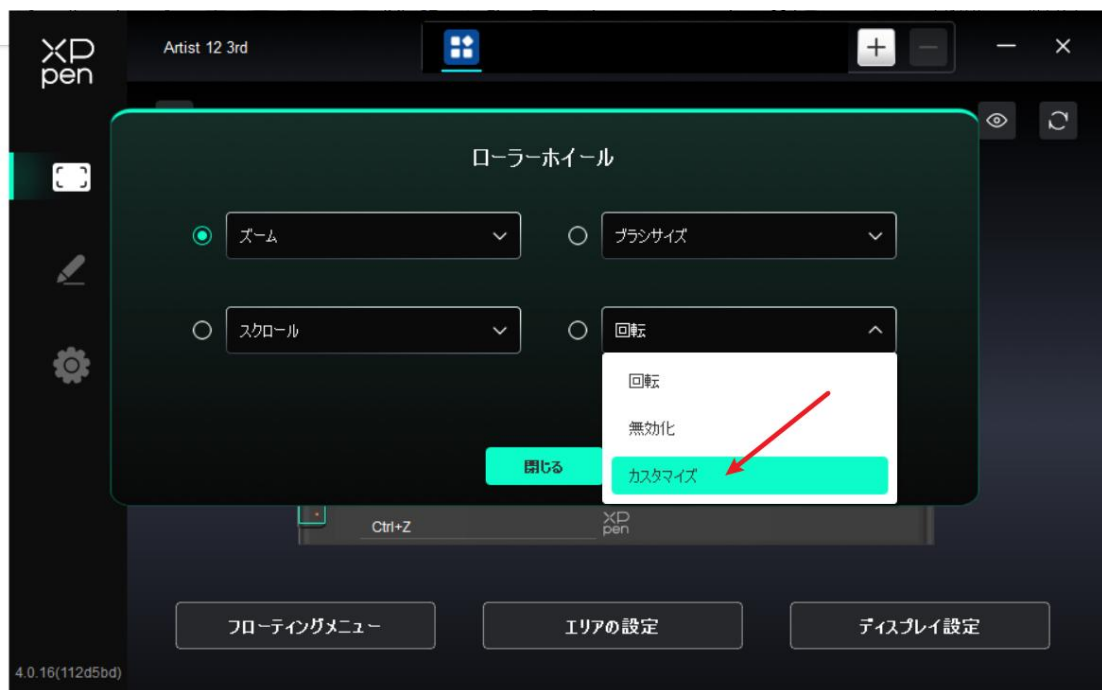 XP
pen
Artist 12 3rd
ローラーホイール
ズーム
ブラシサイズ
スクロール
回転
回転
無効化
カスタマイズ
閉じる
Ctrl+Z
XP
pen
フローティングメニュー
エリアの設定
ディスプレイ設定
4.0.16(112d5bd)